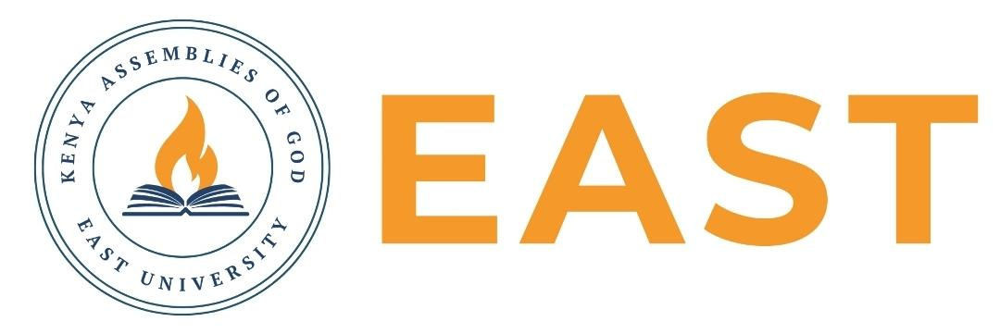 KENYA ASSEMBLIES OF GOD
EAST UNIVERSITY
EAST